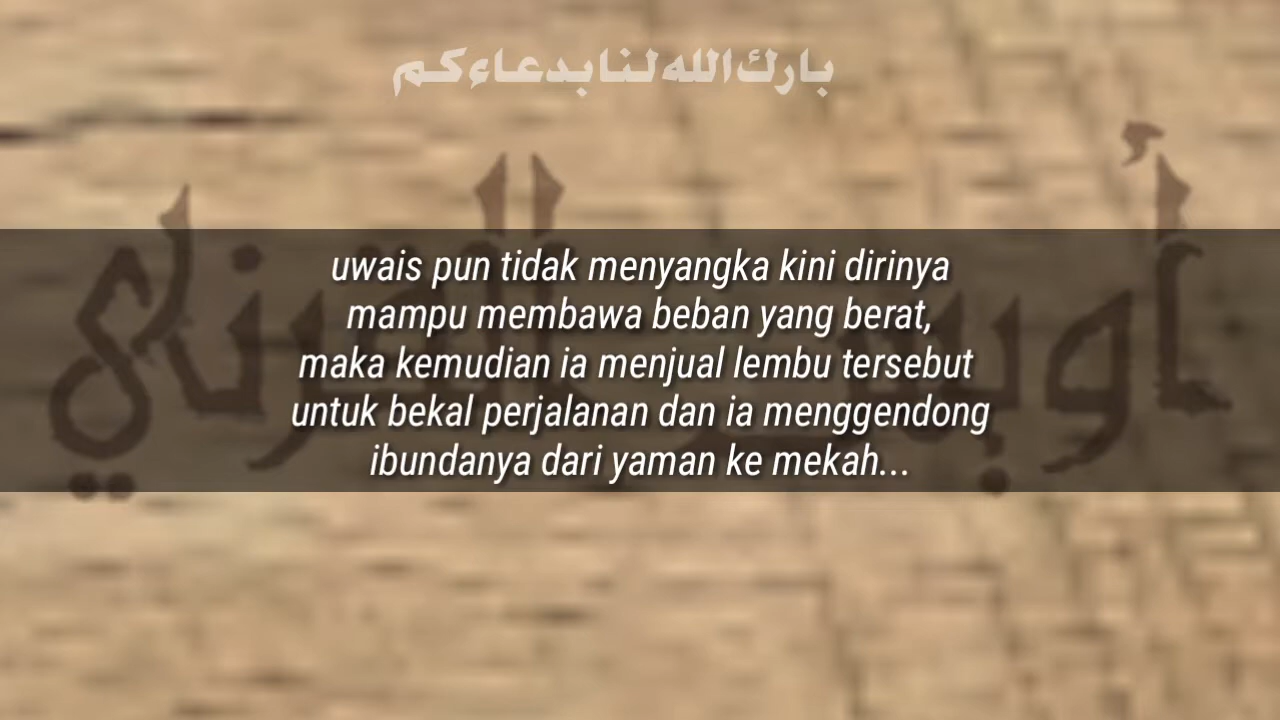 بارك الله لنا بدعاءكم
أويس القرني
uwais pun tidak menyangka kini dirinya
mampu membawa beban yang berat,
maka kemudian ia menjual lembu tersebut
untuk bekal perjalanan dan ia menggendong
ibundanya dari yaman ke mekah...